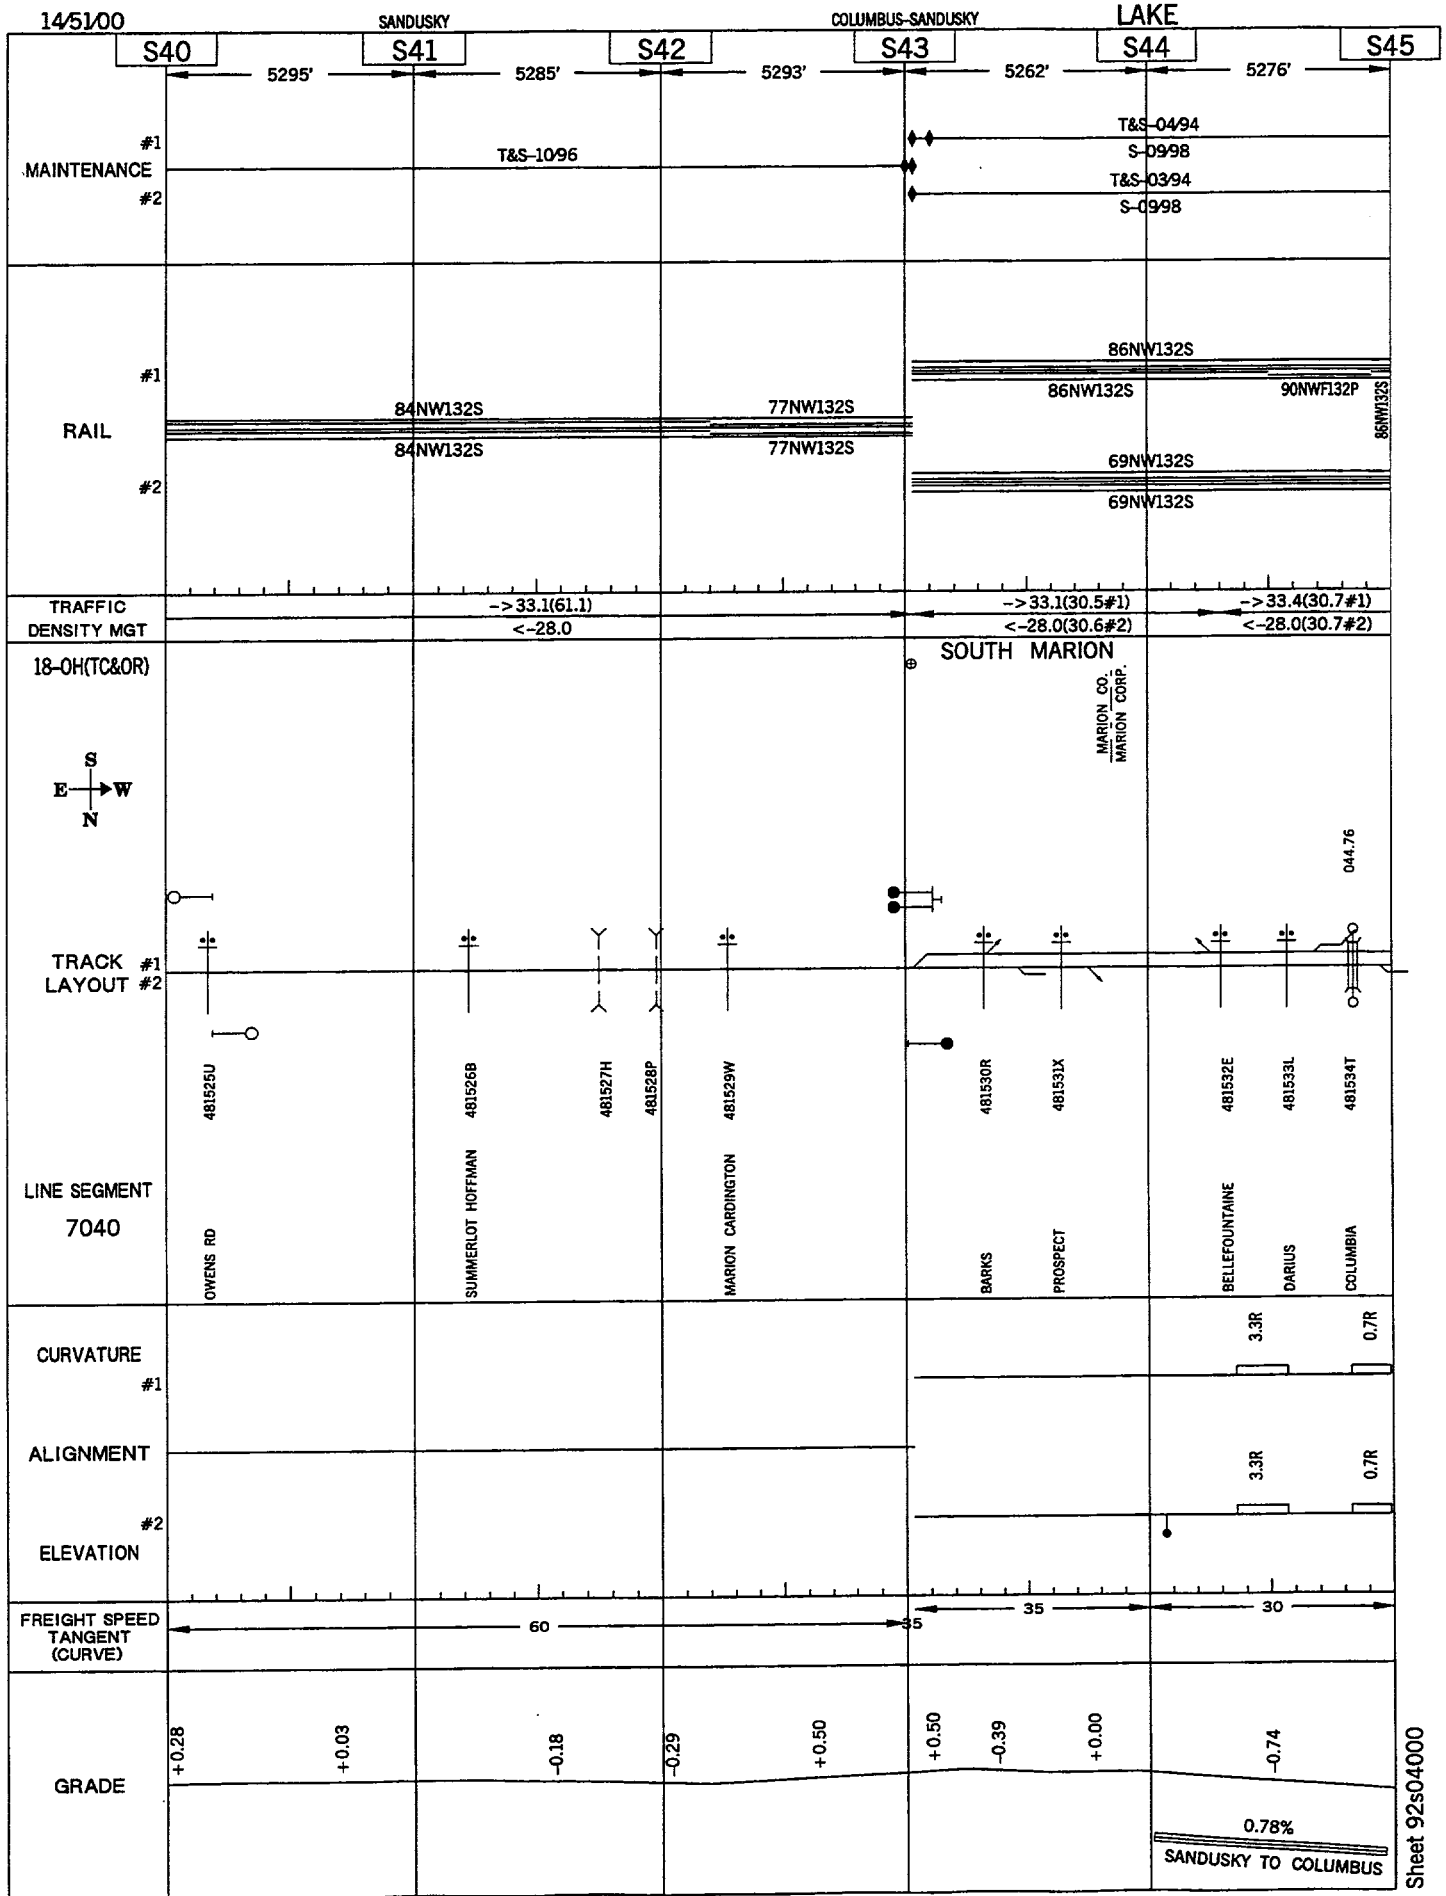 14/51/00
SANDUSKY
COLUMBUS-SANDUSKY
LAKE
S40 S41 S42 S43 S44 S45
5295' 5285' 5293' 5262' 5276'
MAINTENANCE
#1
#2
T&S-10/96
T&S-04/94
S-09/98
T&S-03/94
S-09/98
RAIL
#1
#2
84NW132S
84NW132S
77NW132S
77NW132S
86NW132S
86NW132S
90NWF132P
86NW132S
69NW132S
69NW132S
TRAFFIC
DENSITY MGT
->33.1(61.1)
<-28.0
->33.1(30.5#1)
<-28.0(30.6#2)
->33.4(30.7#1)
<-28.0(30.7#2)
18-OH(TC&OR)
SOUTH MARION
MARION CO.
MARION CORP.
S
E W
N
044.76
TRACK #1
LAYOUT #2
481525U
481526B
481527H
481528P
481529W
481530R
481531X
481532E
481533L
481534T
LINE SEGMENT
7040
OWENS RD
SUMMERLOT HOFFMAN
MARION CARDINGTON
BARKS
PROSPECT
BELLEFOUNTAINE
DARIUS
COLUMBIA
CURVATURE
#1
3.3R
0.7R
ALIGNMENT
3.3R
0.7R
#2
ELEVATION
FREIGHT SPEED
TANGENT
(CURVE)
60
35
35
30
GRADE
+0.28
+0.03
-0.18
-0.29
+0.50
+0.50
-0.39
+0.00
-0.74
0.78%
SANDUSKY TO COLUMBUS
Sheet 92s04000